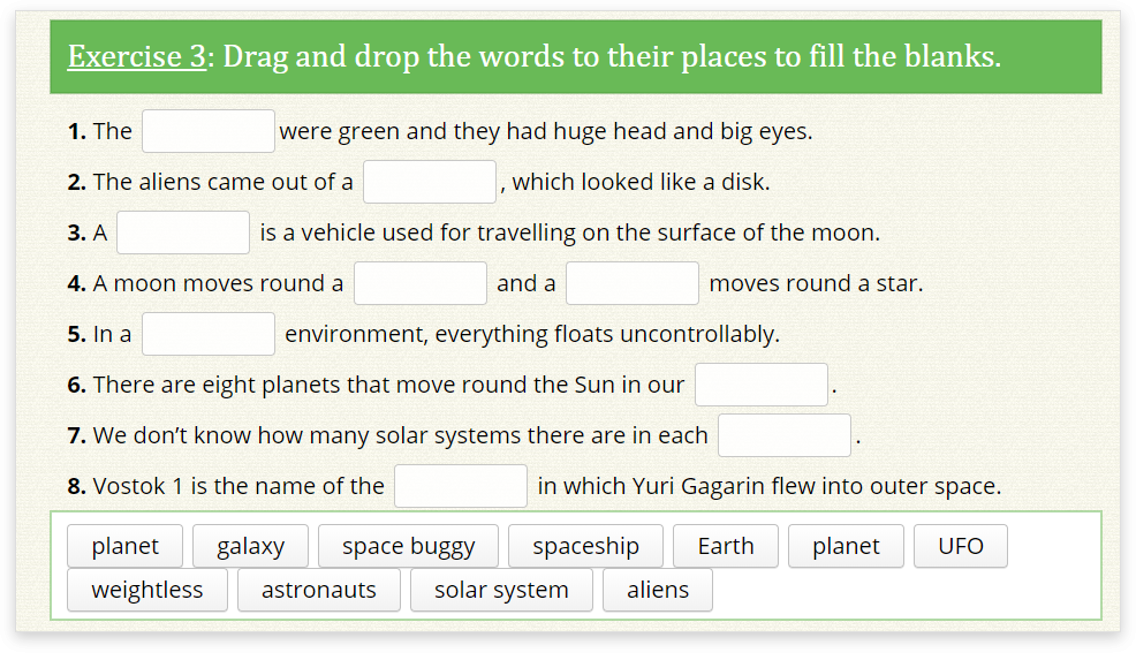 Exercise 3: Drag and drop the words to their places to fill the blanks.
1. The were green and they had huge head and big eyes.
2. The aliens came out of a , which looked like a disk.
3. A is a vehicle used for travelling on the surface of the moon.
4. A moon moves round a and a moves round a star.
5. In a environment, everything floats uncontrollably.
6. There are eight planets that move round the Sun in our .
7. We don’t know how many solar systems there are in each .
8. Vostok 1 is the name of the in which Yuri Gagarin flew into outer space.
planet galaxy space buggy spaceship Earth planet UFO
weightless astronauts solar system aliens